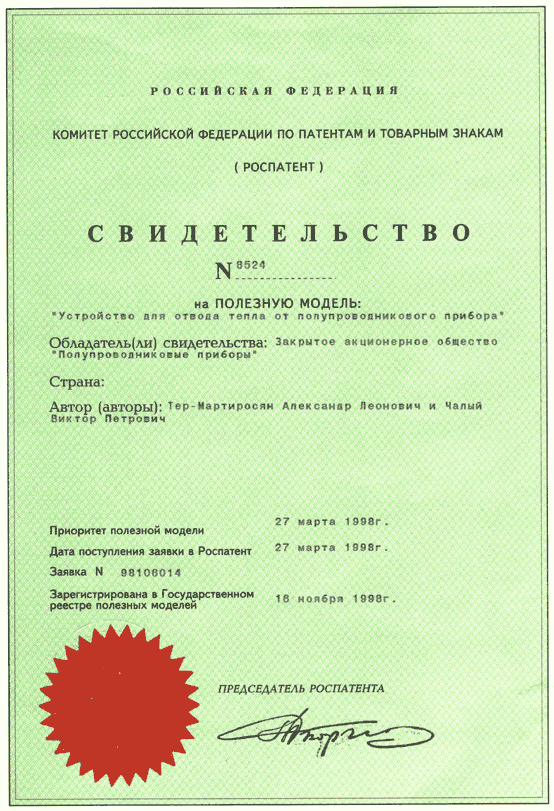 РОССИЙСКАЯ ФЕДЕРАЦИЯ
КОМИТЕТ РОССИЙСКОЙ ФЕДЕРАЦИИ ПО ПАТЕНТАМ И ТОВАРНЫМ ЗНАКАМ
( РОСПАТЕНТ )
СВИДЕТЕЛЬСТВО
N 8524
на ПОЛЕЗНУЮ МОДЕЛЬ:
"Устройство для отвода тепла от полупроводникового прибора"
Обладатель(ли) свидетельства: Закрытое акционерное общество
"Полупроводниковые приборы"
Страна:
Автор (авторы): Тер-Мартиросян Александр Леонович и Чалый
Виктор Петрович
Приоритет полезной модели 27 марта 1998г.
Дата поступления заявки в Роспатент 27 марта 1998г.
Заявка N 98106014
Зарегистрирована в Государственном
реестре полезных моделей 16 ноября 1998г.
ПРЕДСЕДАТЕЛЬ РОСПАТЕНТА